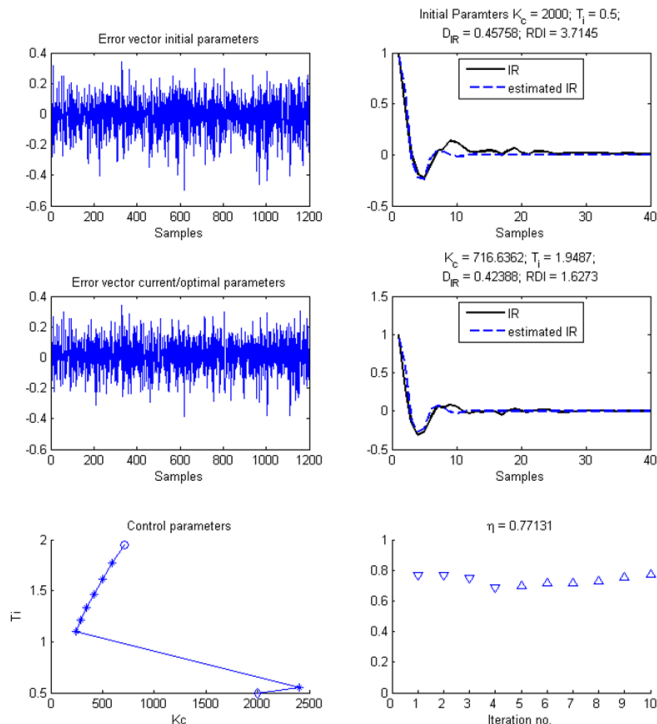 Error vector initial parameters
0.4
0.2
0
-0.2
-0.4
-0.6
0 200 400 600 800 1000 1200
Samples
Initial Paramters K_c = 2000; T_i = 0.5;
D_IR = 0.45758; RDI = 3.7145
IR
estimated IR
1
0.5
0
-0.5
0 10 20 30 40
Samples
Error vector current/optimal parameters
0.4
0.2
0
-0.2
-0.4
-0.6
0 200 400 600 800 1000 1200
Samples
K_c = 716.6362; T_i = 1.9487;
D_IR = 0.42388; RDI = 1.6273
IR
estimated IR
1.5
1
0.5
0
-0.5
0 10 20 30 40
Samples
Control parameters
2
1.5
1
0.5
Ti
0 500 1000 1500 2000 2500
Kc
η = 0.77131
1
0.8
0.6
0.4
0.2
0
1 2 3 4 5 6 7 8 9 10
Iteration no.